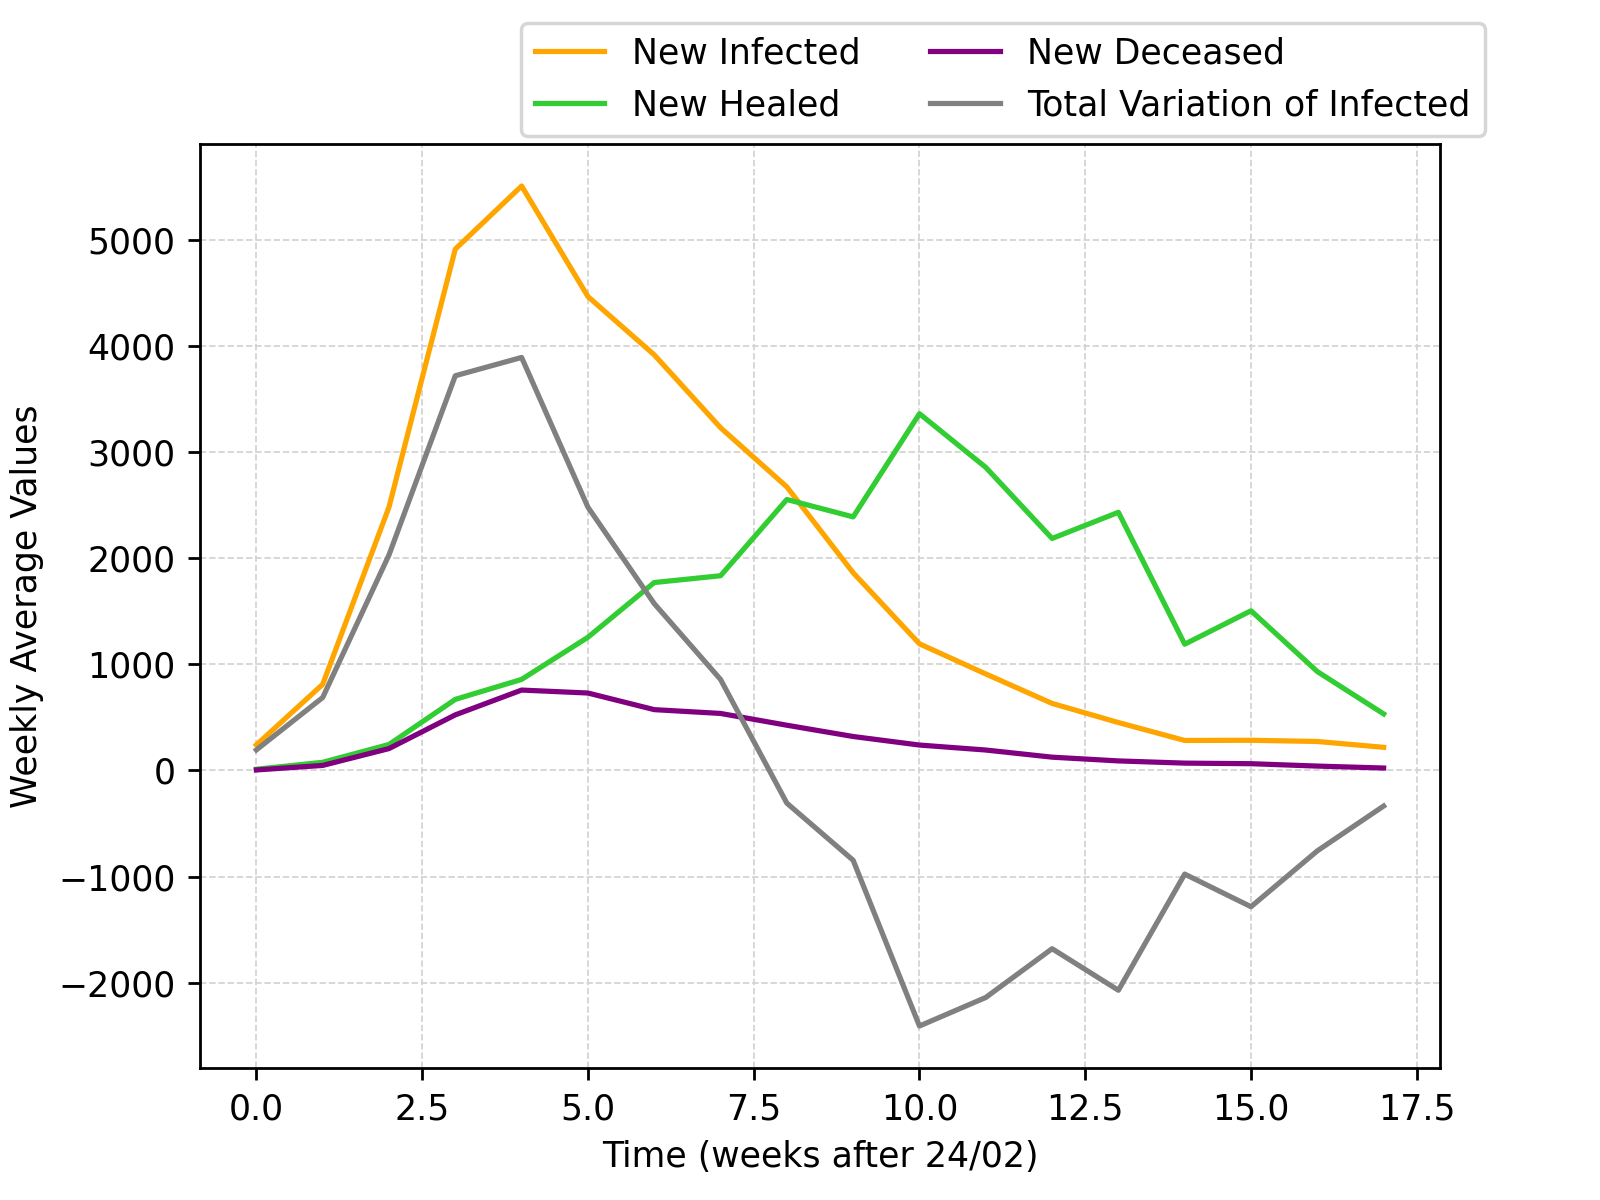 New Infected
New Healed
New Deceased
Total Variation of Infected
Weekly Average Values
5000
4000
3000
2000
1000
0
−1000
−2000
0.0 2.5 5.0 7.5 10.0 12.5 15.0 17.5
Time (weeks after 24/02)